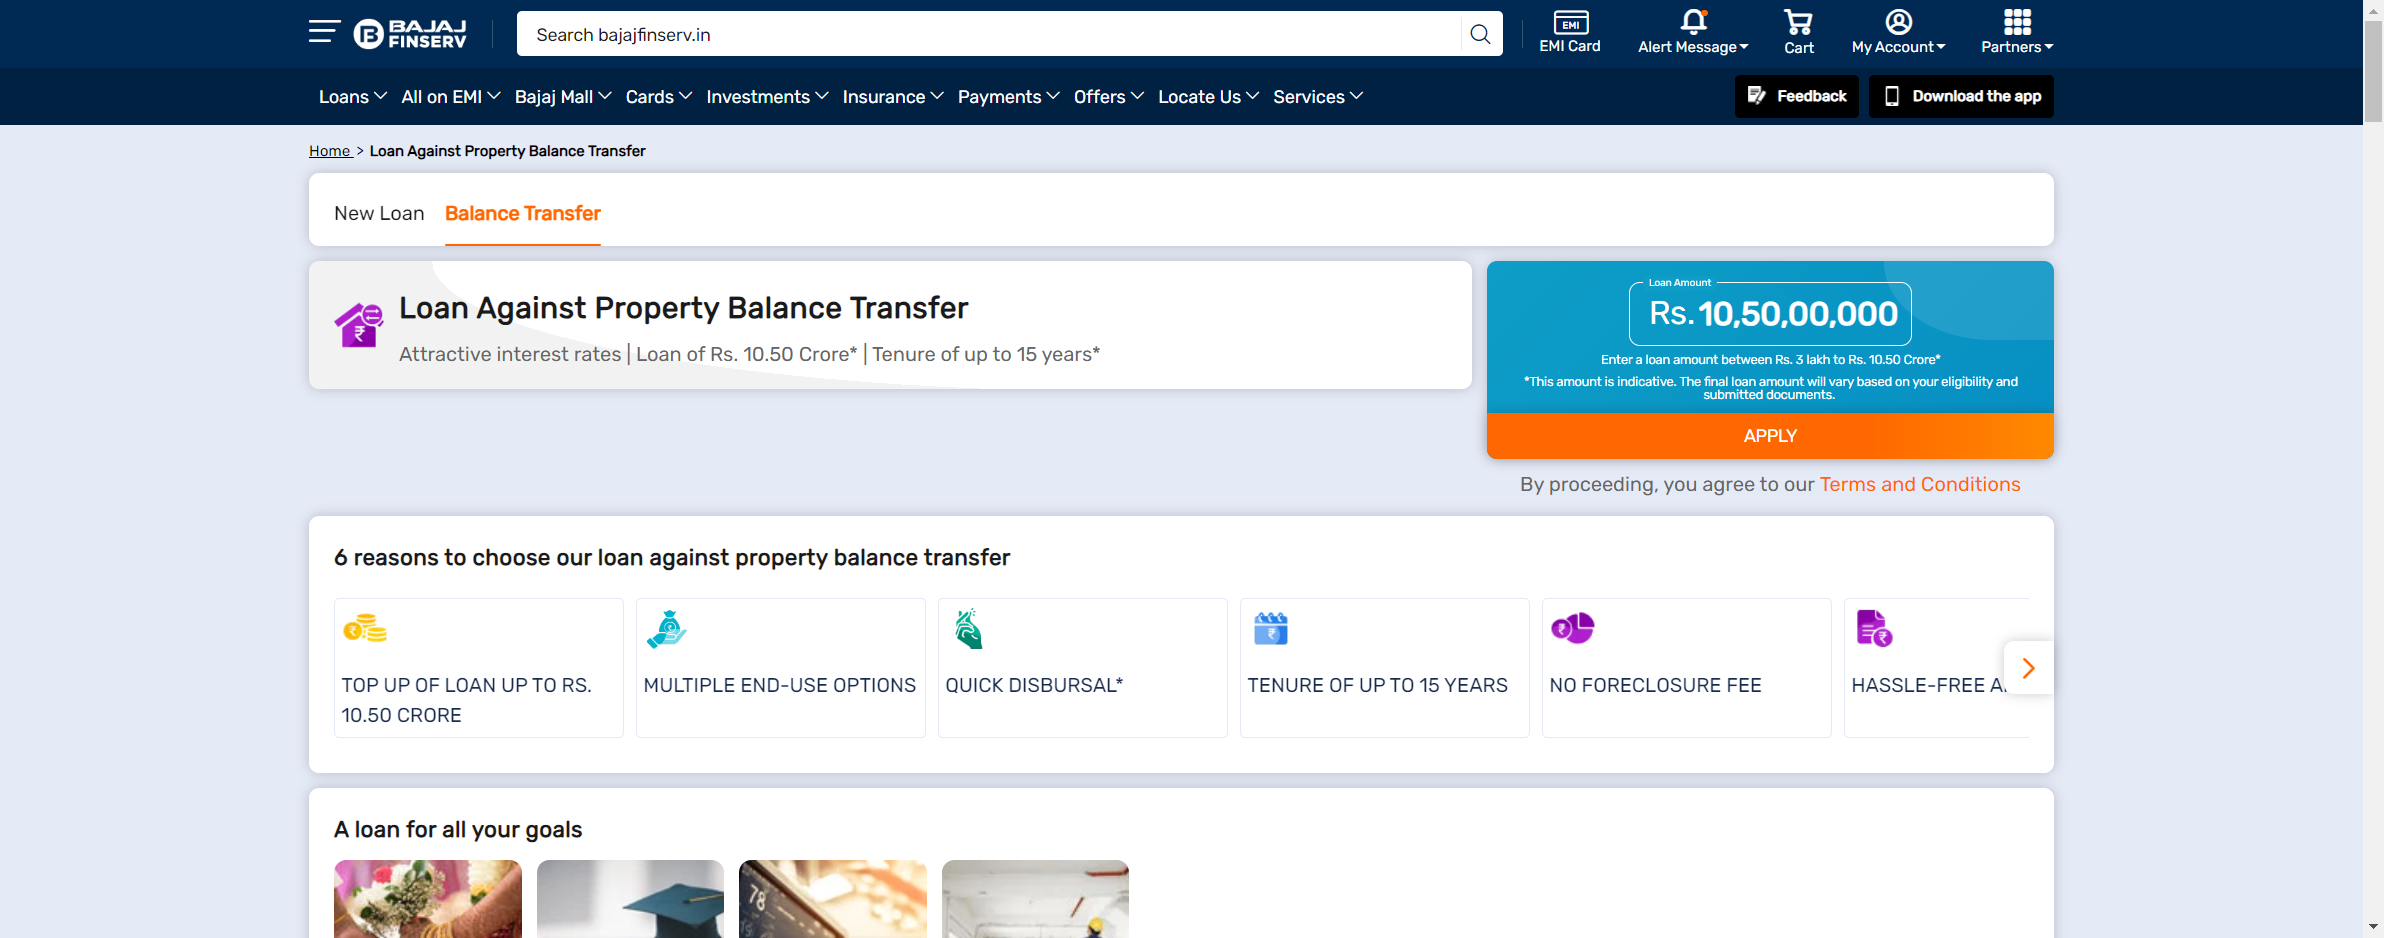 BAJAJ
FINSERV
Search bajajfinserv.in
EMI
EMI Card
Alert Message
Cart
My Account
Partners
Loans
All on EMI
Bajaj Mall
Cards
Investments
Insurance
Payments
Offers
Locate Us
Services
Feedback
Download the app
Home > Loan Against Property Balance Transfer
New Loan
Balance Transfer
Loan Against Property Balance Transfer
Attractive interest rates | Loan of Rs. 10.50 Crore* | Tenure of up to 15 years*
Loan Amount
Rs. 10,50,00,000
Enter a loan amount between Rs. 3 lakh to Rs. 10.50 Crore*
*This amount is indicative. The final loan amount will vary based on your eligibility and
submitted documents.
APPLY
By proceeding, you agree to our Terms and Conditions
6 reasons to choose our loan against property balance transfer
TOP UP OF LOAN UP TO RS.
10.50 CRORE
MULTIPLE END-USE OPTIONS
QUICK DISBURSAL*
TENURE OF UP TO 15 YEARS
NO FORECLOSURE FEE
HASSLE-FREE
A loan for all your goals
78